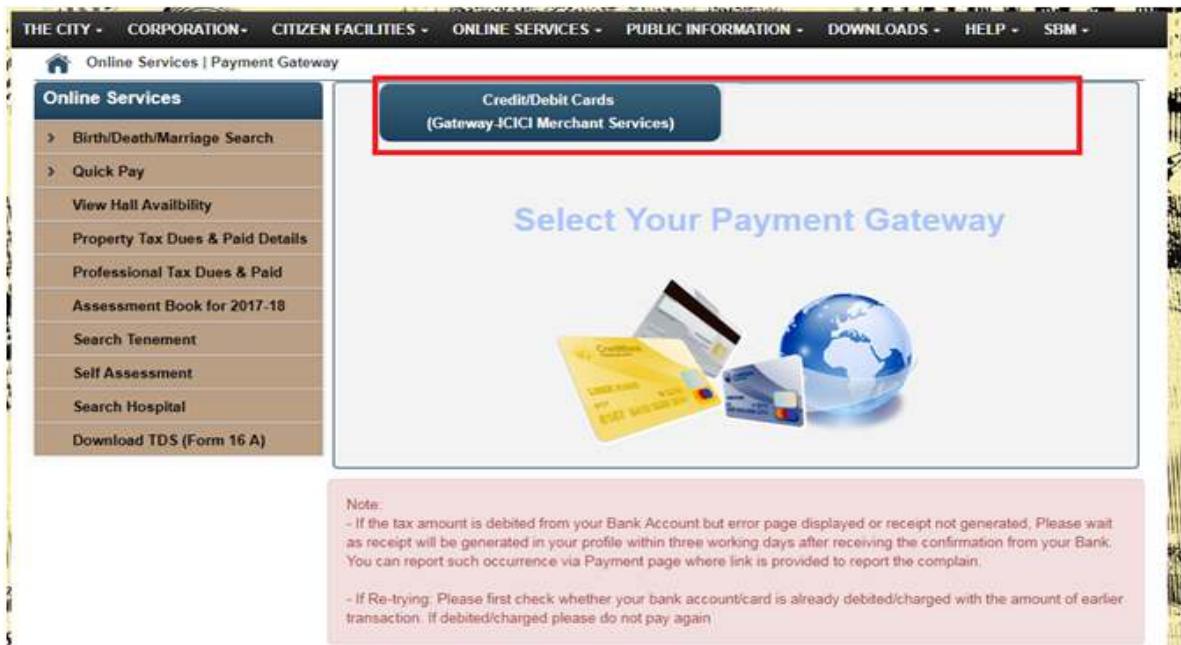 THE CITY - CORPORATION- CITIZEN FACILITIES - ONLINE SERVICES - PUBLIC INFORMATION - DOWNLOADS - HELP - SBM -
Online Services | Payment Gateway
Online Services
> Birth/Death/Marriage Search
> Quick Pay
View Hall Availbility
Property Tax Dues & Paid Details
Professional Tax Dues & Paid
Assessment Book for 2017-18
Search Tenement
Self Assessment
Search Hospital
Download TDS (Form 16 A)
Credit/Debit Cards
(Gateway-ICICI Merchant Services)
Select Your Payment Gateway
Note:
- If the tax amount is debited from your Bank Account but error page displayed or receipt not generated, Please wait
as receipt will be generated in your profile within three working days after receiving the confirmation from your Bank.
You can report such occurrence via Payment page where link is provided to report the complain.
- If Re-trying: Please first check whether your bank account/card is already debited/charged with the amount of earlier
transaction. If debited/charged please do not pay again